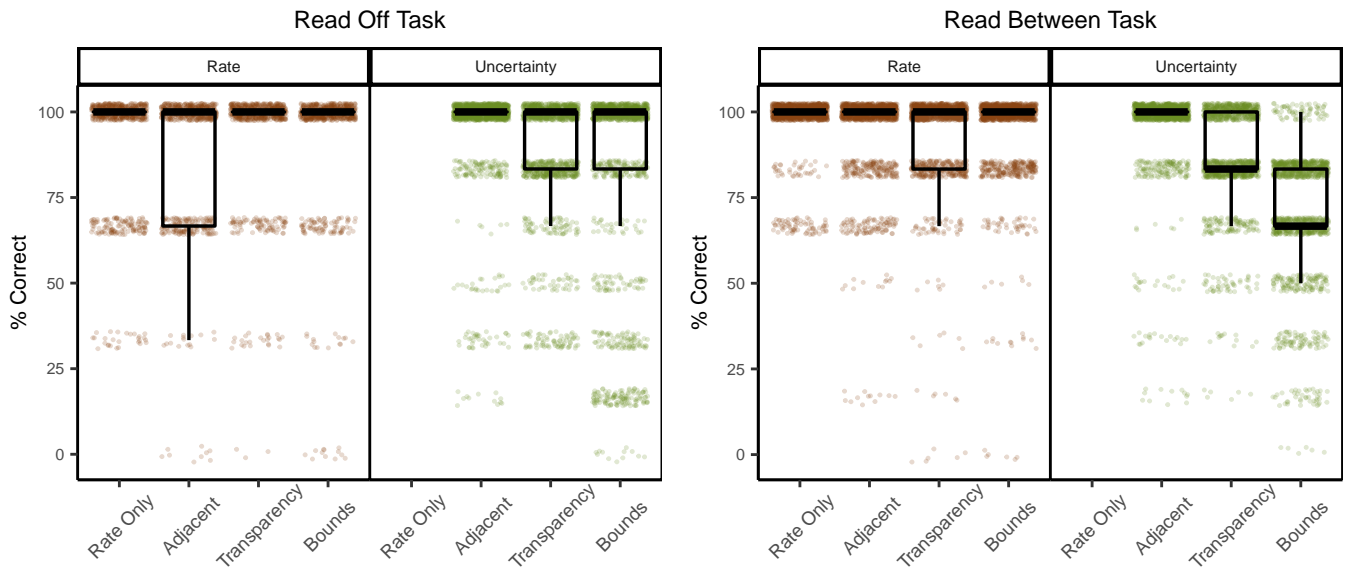 Read Off Task
Rate
Uncertainty
% Correct
100
75
50
25
0
Rate Only
Adjacent
Transparency
Bounds
Rate Only
Adjacent
Transparency
Bounds
Read Between Task
Rate
Uncertainty
% Correct
100
75
50
25
0
Rate Only
Adjacent
Transparency
Bounds
Rate Only
Adjacent
Transparency
Bounds